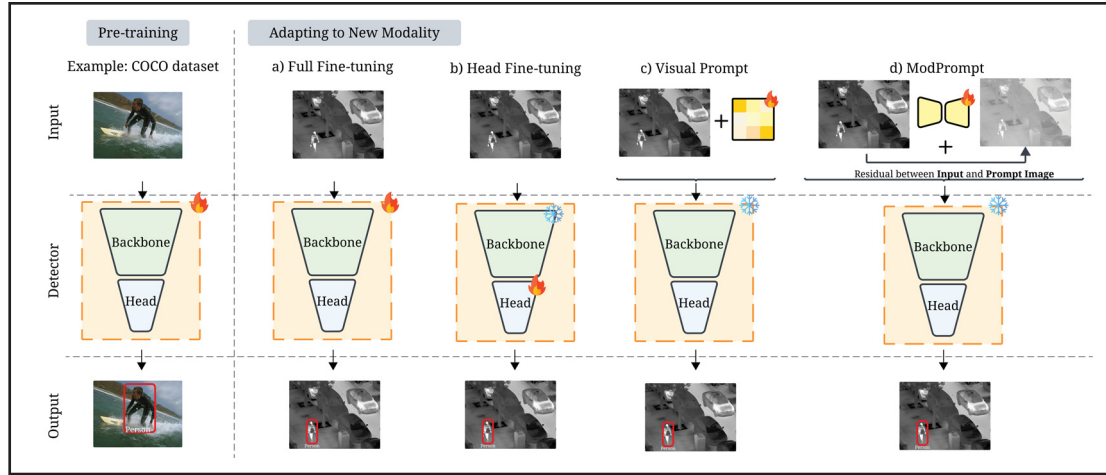 Pre-training
Adapting to New Modality
Example: COCO dataset
a) Full Fine-tuning
b) Head Fine-tuning
c) Visual Prompt
d) ModPrompt
Input
+
+
Residual between Input and Prompt Image
Detector
Backbone
Head
Backbone
Head
Backbone
Head
Backbone
Head
Backbone
Head
Output
Person
Person
Person
Person
Person